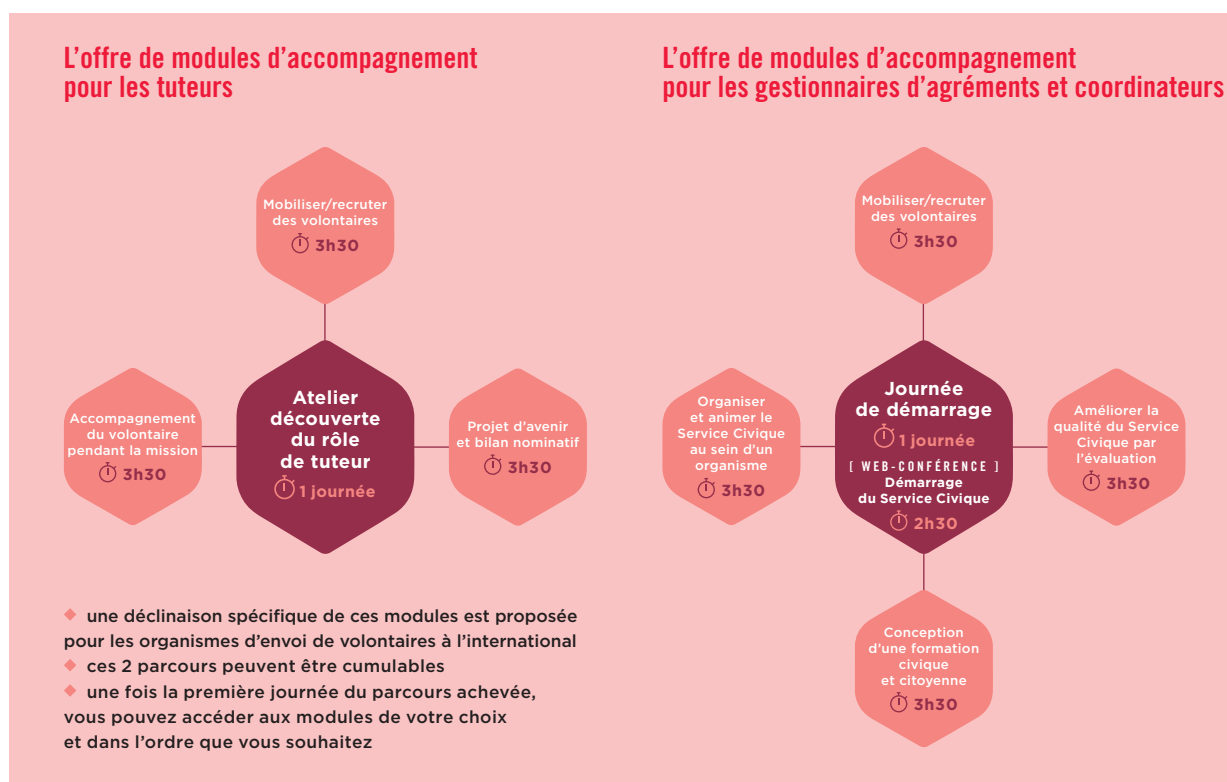 L'offre de modules d'accompagnement
pour les tuteurs
Mobiliser/recruter
des volontaires
3h30
Accompagnement
du volontaire
pendant la mission
3h30
Atelier
découverte
du rôle
de tuteur
1 journée
Projet d'avenir
et bilan nominatif
3h30
◆ une déclinaison spécifique de ces modules est proposée
pour les organismes d'envoi de volontaires à l'international
◆ ces 2 parcours peuvent être cumulables
◆ une fois la première journée du parcours achevée,
vous pouvez accéder aux modules de votre choix
et dans l'ordre que vous souhaitez
L'offre de modules d'accompagnement
pour les gestionnaires d'agréments et coordinateurs
Mobiliser/recruter
des volontaires
3h30
Organiser
et animer le
Service Civique
au sein d'un
organisme
3h30
Journée
de démarrage
1 journée
[ WEB-CONFÉRENCE ]
Démarrage
du Service Civique
2h30
Améliorer la
qualité du Service
Civique par
l'évaluation
3h30
Conception
d'une formation
civique
et citoyenne
3h30